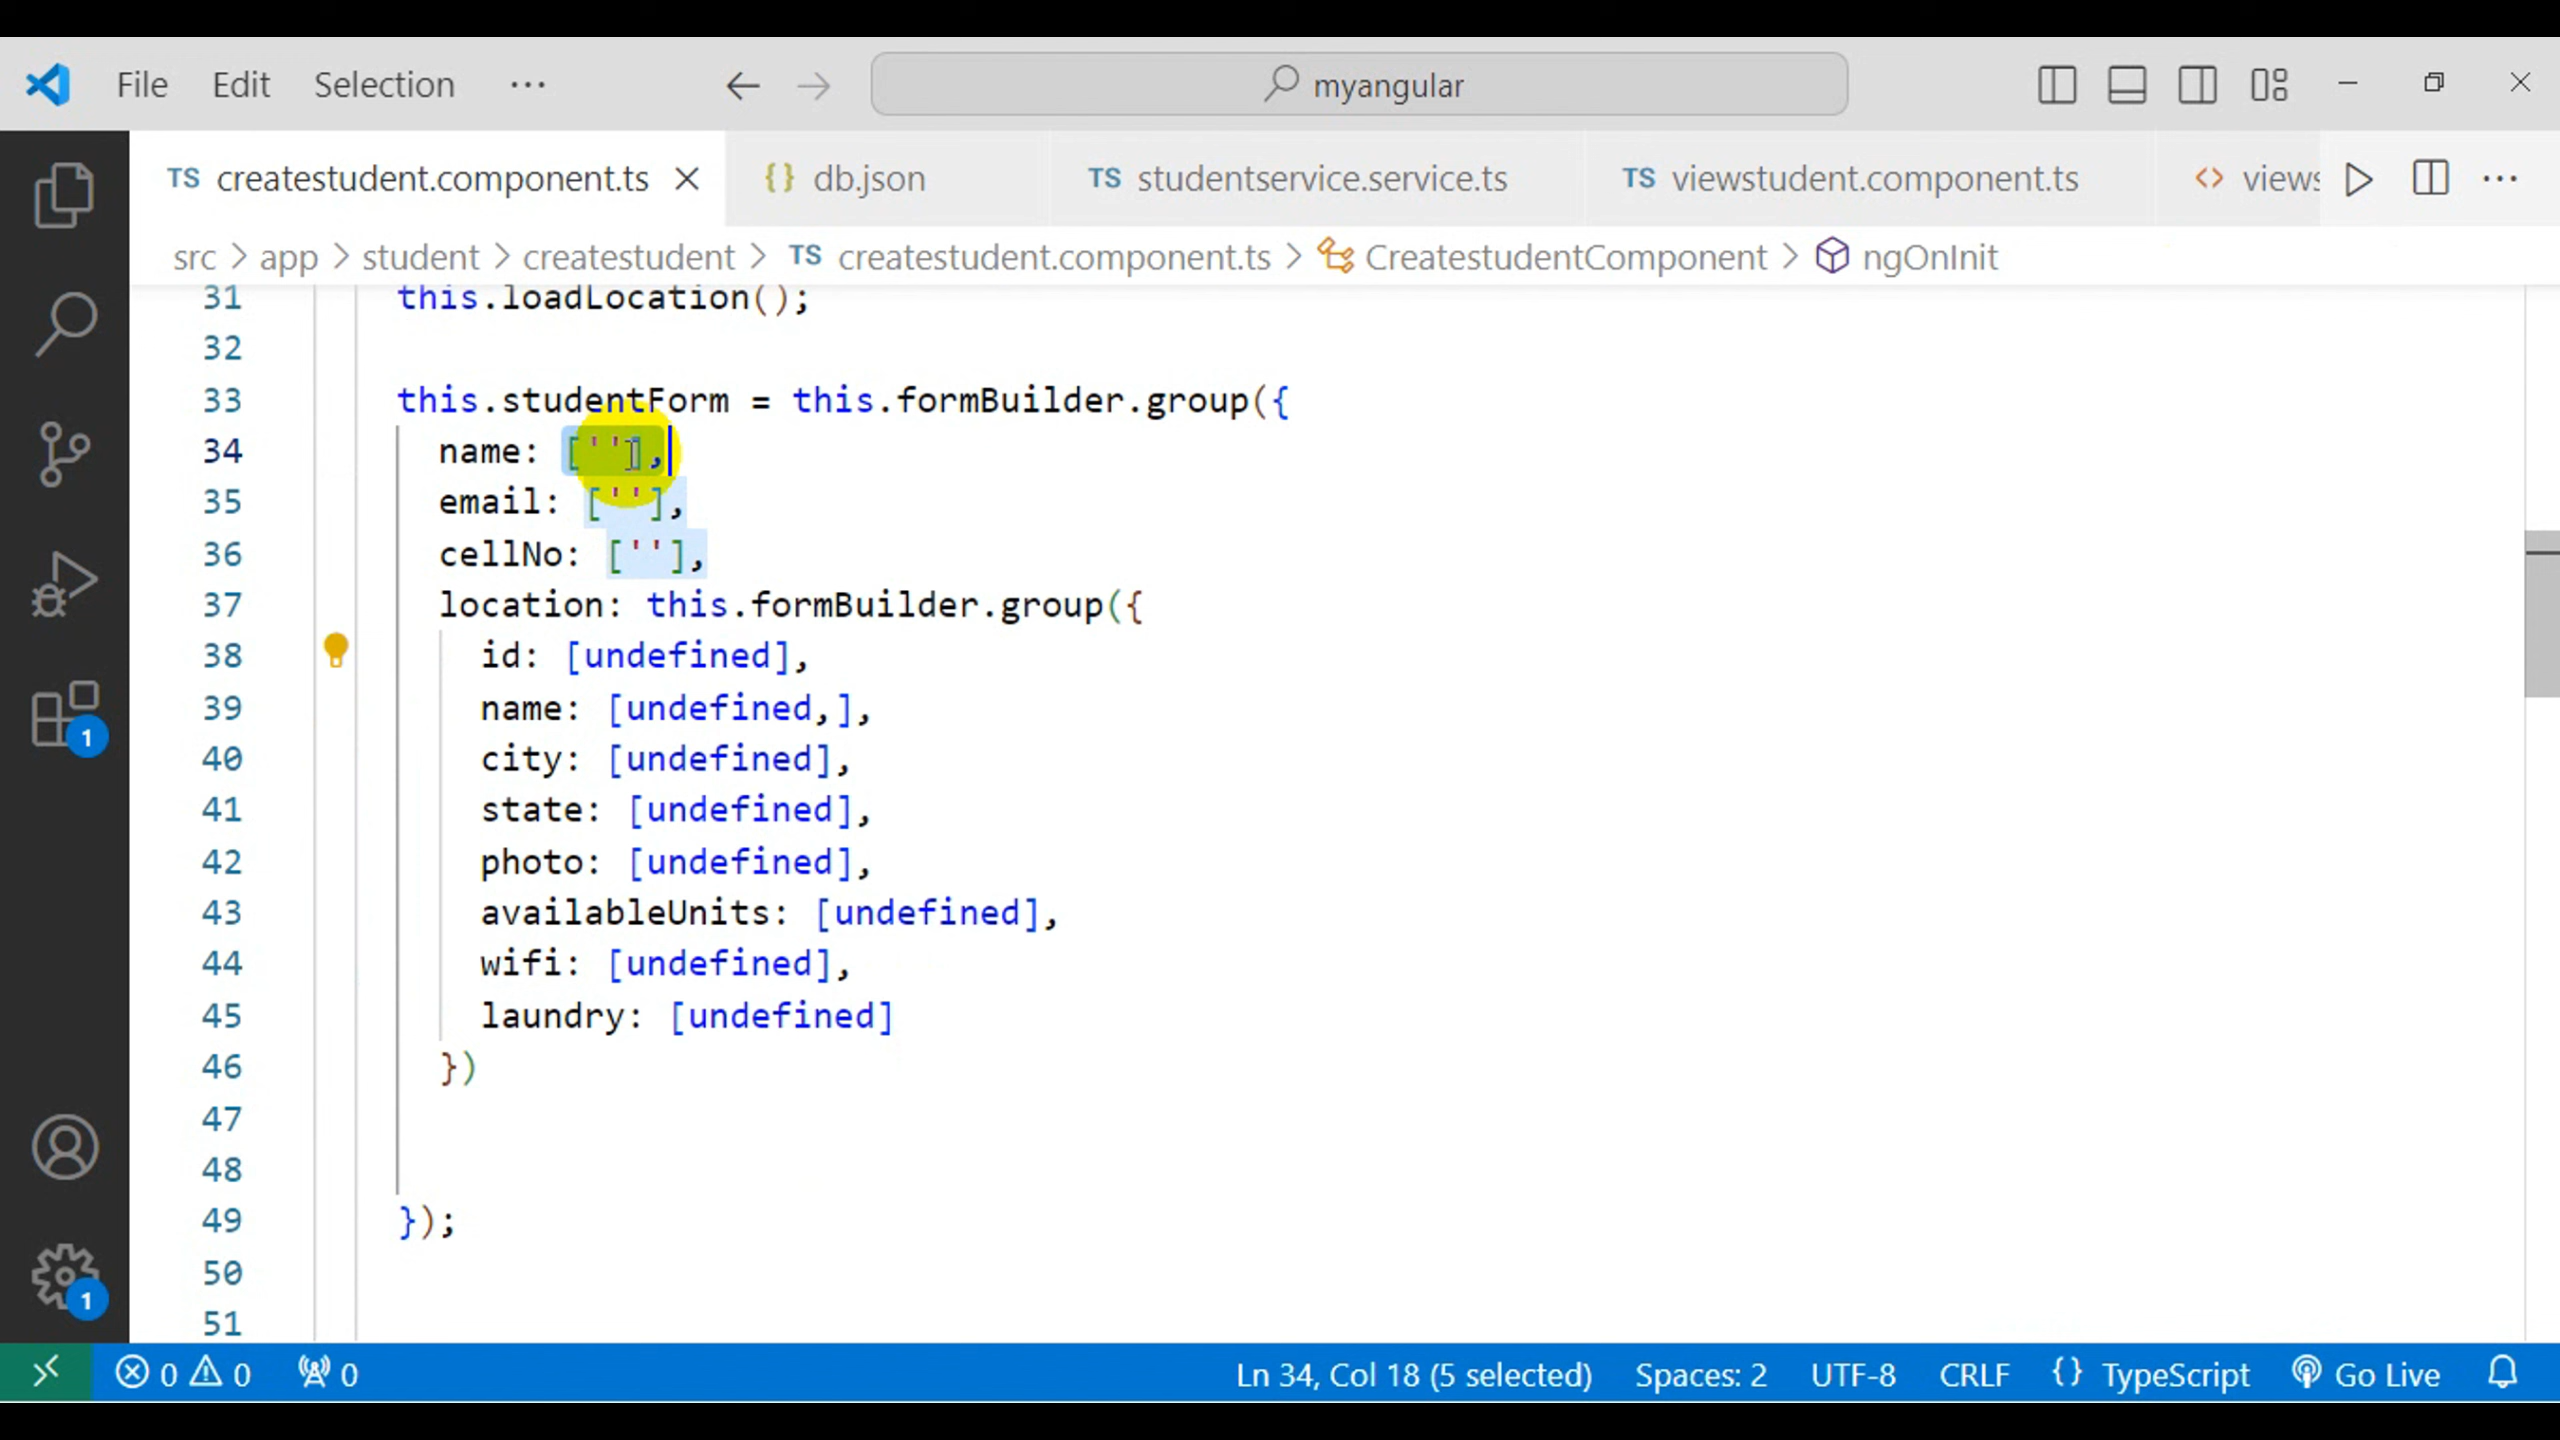 File Edit Selection ··· myangular
TS createstudent.component.ts {} db.json TS studentservice.service.ts TS viewstudent.component.ts <> views
src > app > student > createstudent > TS createstudent.component.ts > CreatestudentComponent > ngOnInit
31 this.loadLocation();
32
33 this.studentForm = this.formBuilder.group({
34 name: [''],
35 email: [''],
36 cellNo: [''],
37 location: this.formBuilder.group({
38 id: [undefined],
39 name: [undefined,],
40 city: [undefined],
41 state: [undefined],
42 photo: [undefined],
43 availableUnits: [undefined],
44 wifi: [undefined],
45 laundry: [undefined]
46 })
47
48
49 });
50
51
1
1
0 0 0 Ln 34, Col 18 (5 selected) Spaces: 2 UTF-8 CRLF {} TypeScript Go Live